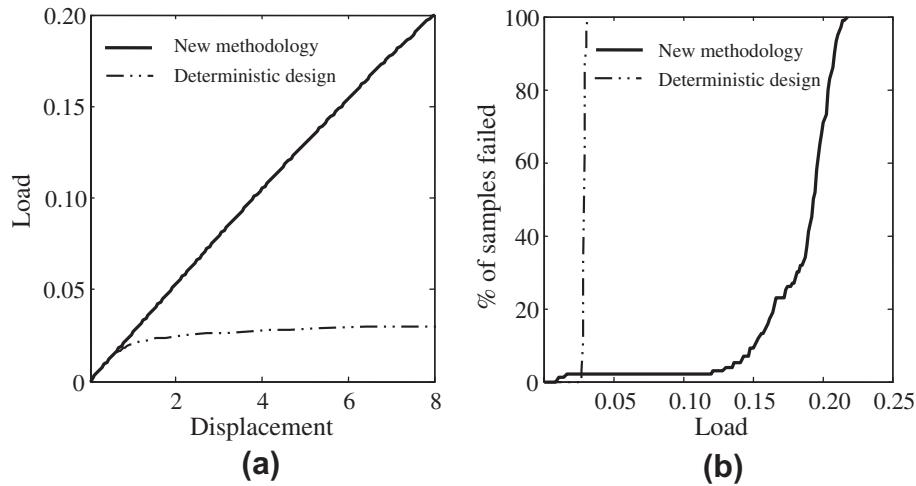 0.20
New methodology
Deterministic design
0.15
Load
0.10
0.05
0
2
4
6
8
Displacement
(a)
100
New methodology
Deterministic design
80
% of samples failed
60
40
20
0
0.05
0.10
0.15
0.20
0.25
Load
(b)